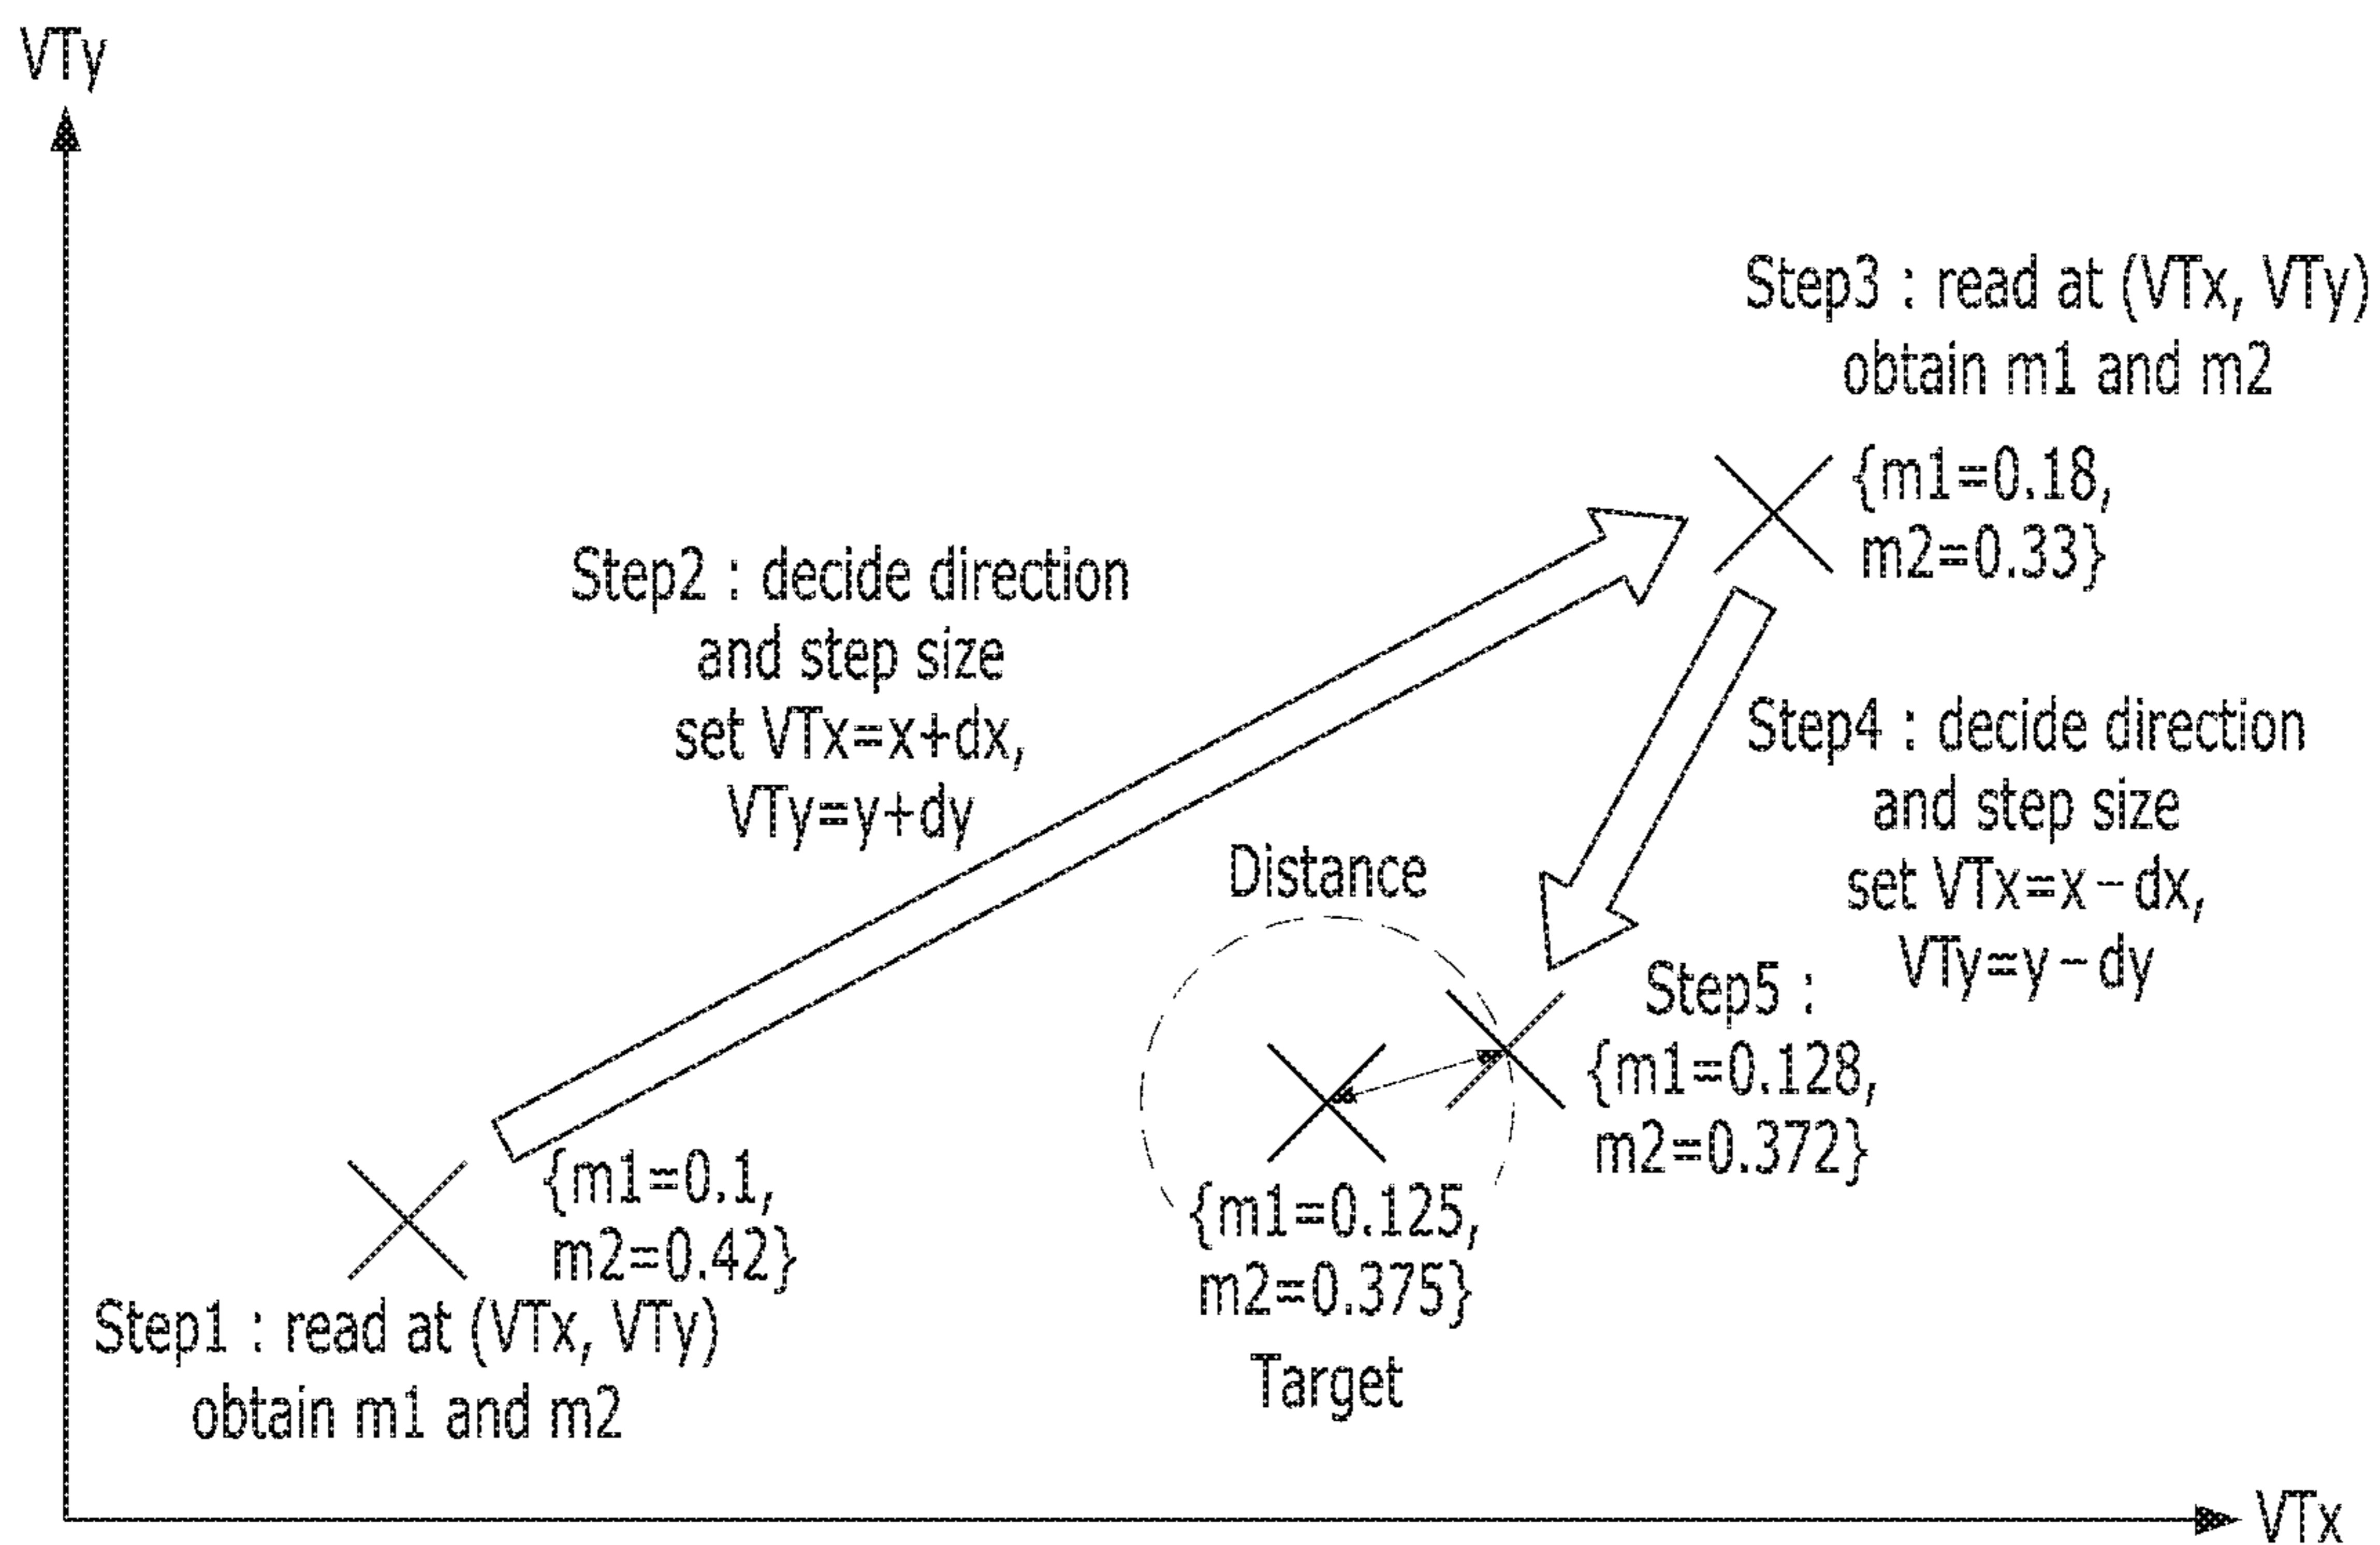 VTy
Step3 : read at (VTx, VTy)
obtain m1 and m2
{m1=0.18,
m2=0.33}
Step2 : decide direction
and step size
set VTx=x+dx,
VTy=y+dy
Step4 : decide direction
and step size
set VTx=x-dx,
VTy=y-dy
Distance
Step5 :
{m1=0.128,
m2=0.372}
{m1=0.1,
m2=0.42}
{m1=0.125,
m2=0.375}
Target
Step1 : read at (VTx, VTy)
obtain m1 and m2
VTx